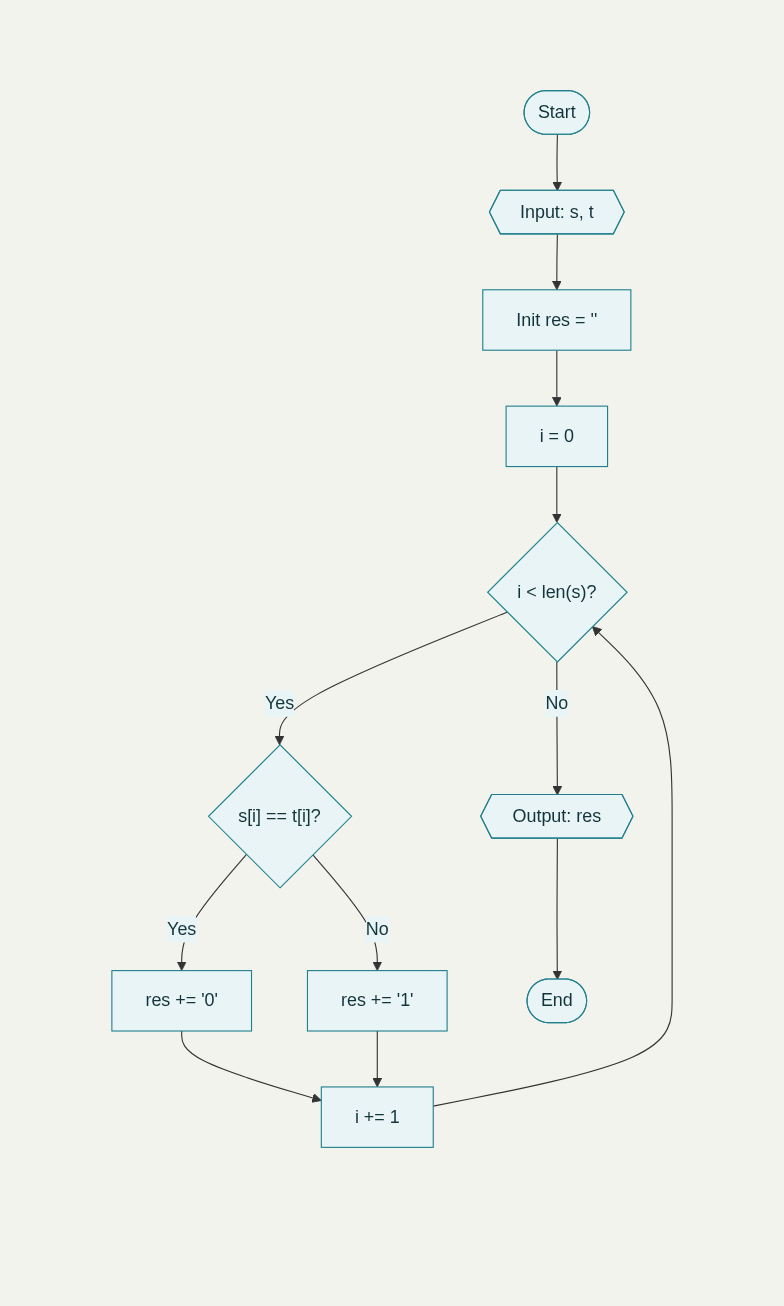 Start
Input: s, t
Init res = ''
i = 0
i < len(s)?
Yes
No
s[i] == t[i]?
Output: res
Yes
No
res += '0'
res += '1'
End
i += 1